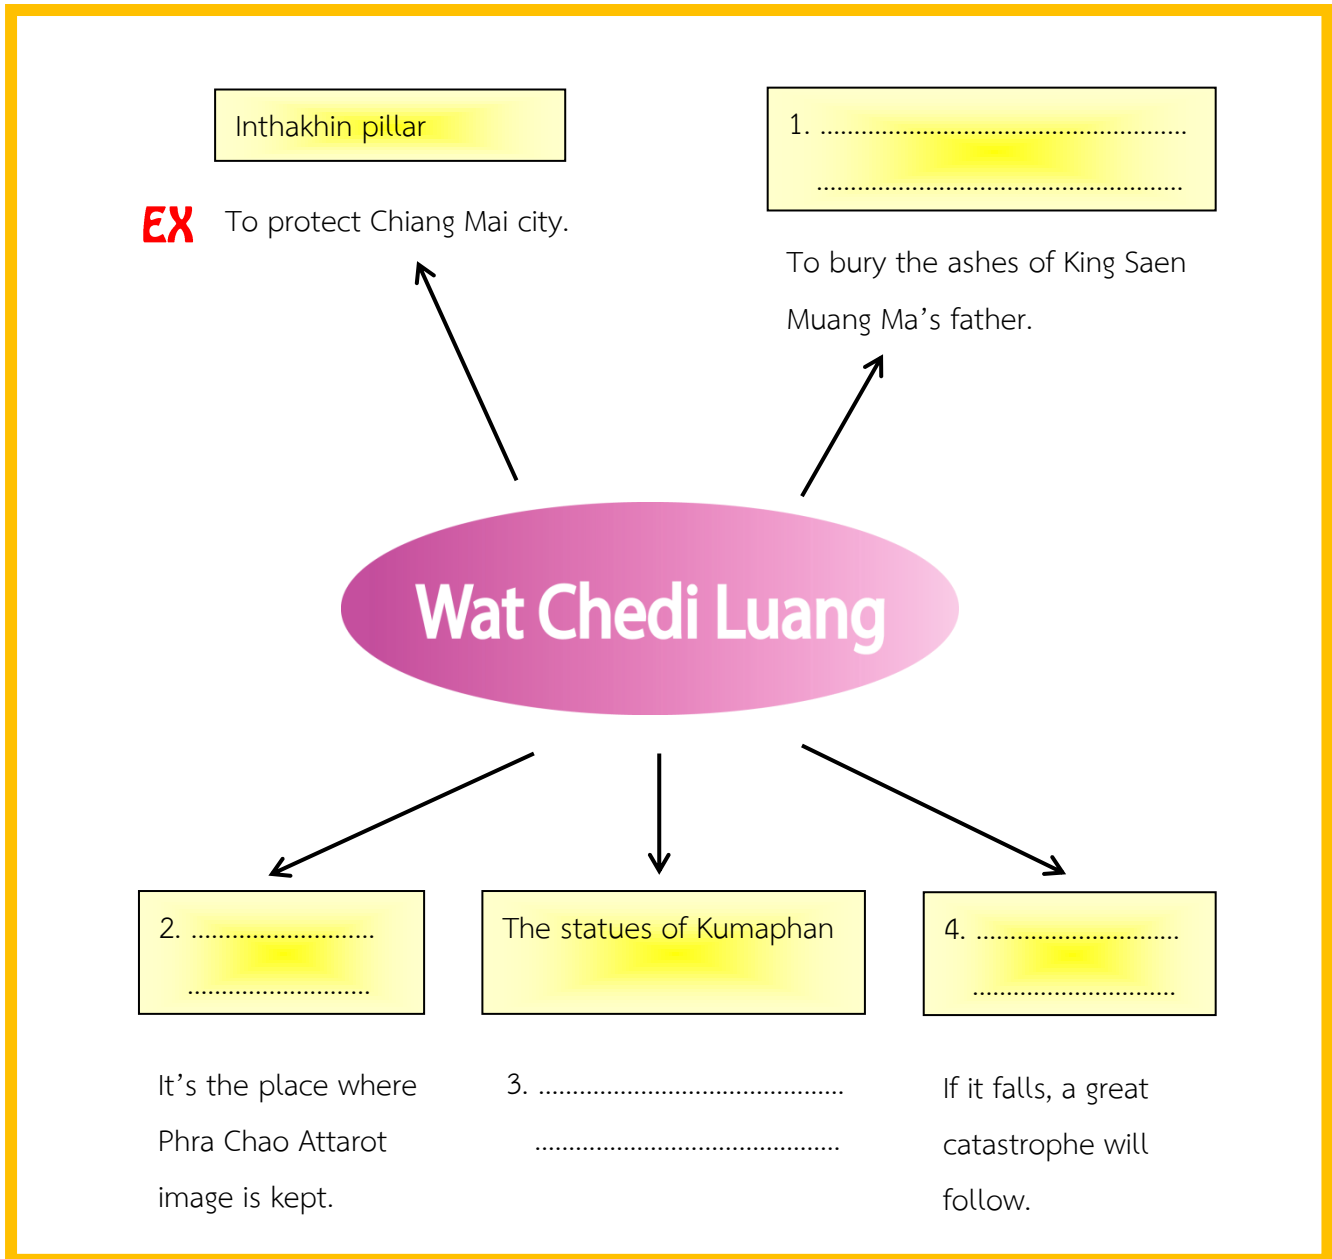 Inthakhin pillar
EX To protect Chiang Mai city.
1. ......................................................
......................................................
To bury the ashes of King Saen
Muang Ma’s father.
Wat Chedi Luang
2. ...........................
...........................
It’s the place where
Phra Chao Attarot
image is kept.
The statues of Kumaphan
3. .............................................
.............................................
4. ..............................
..............................
If it falls, a great
catastrophe will
follow.